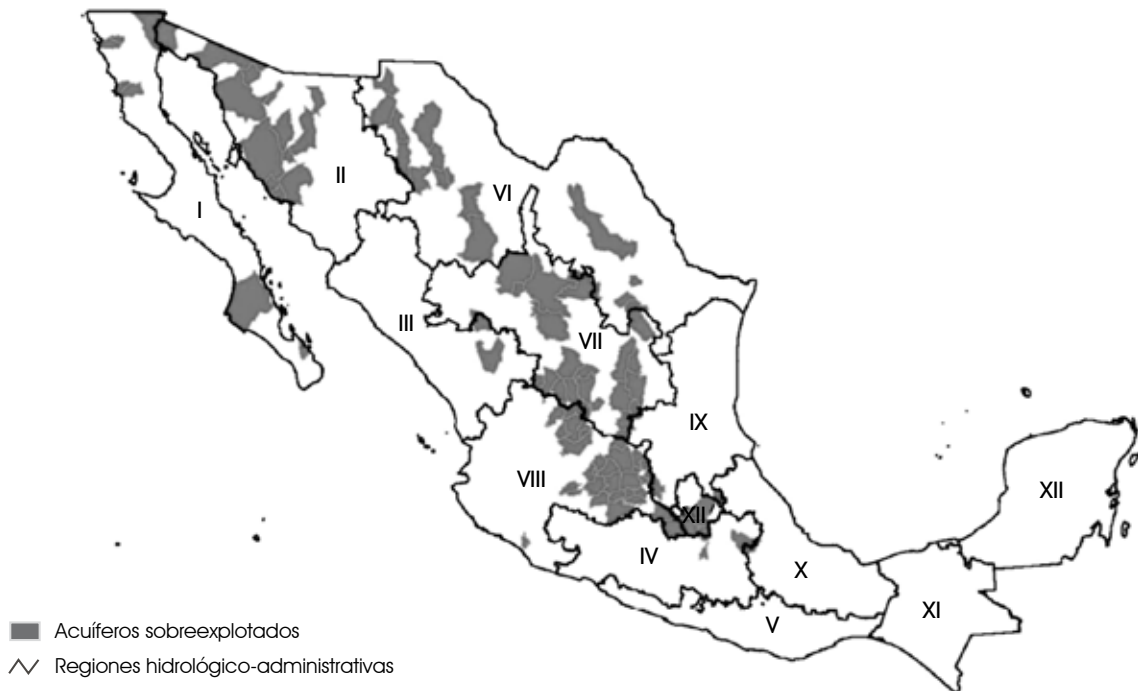 II
VI
I
III
VII
IX
VIII
XII
XII
IV
X
XI
V
Acuíferos sobreexplotados
Regiones hidrológico-administrativas